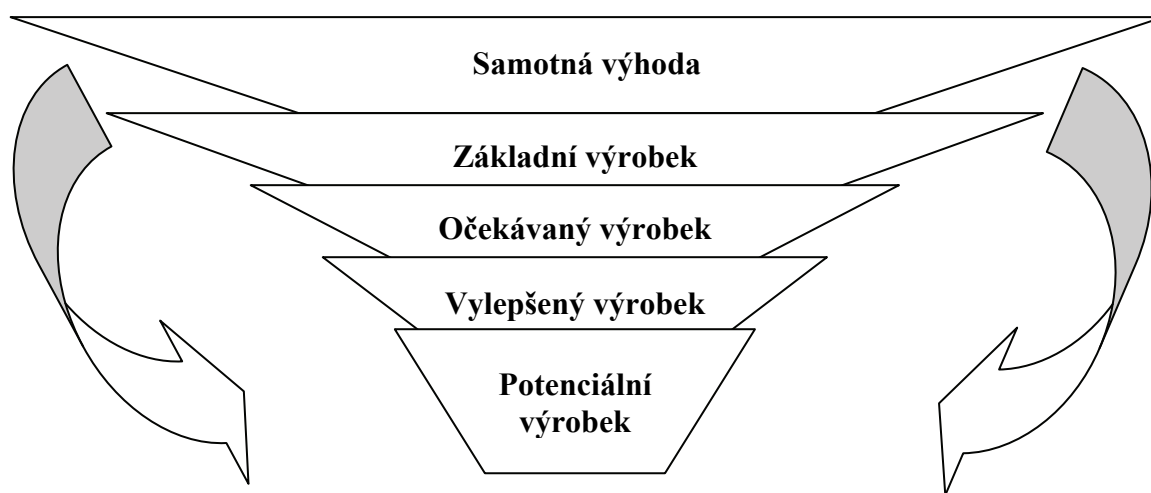 Samotná výhoda
Základní výrobek
Očekávaný výrobek
Vylepšený výrobek
Potenciální
výrobek